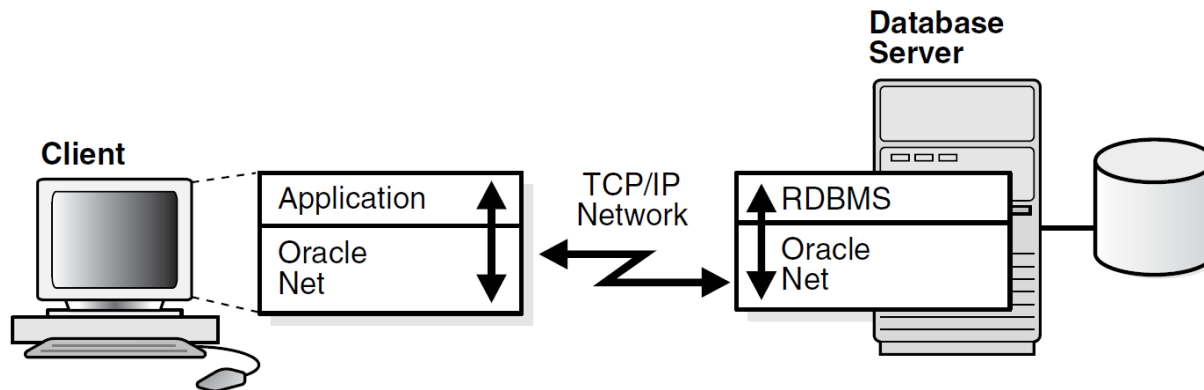 Database
Server
Client
Application
Oracle
Net
TCP/IP
Network
RDBMS
Oracle
Net